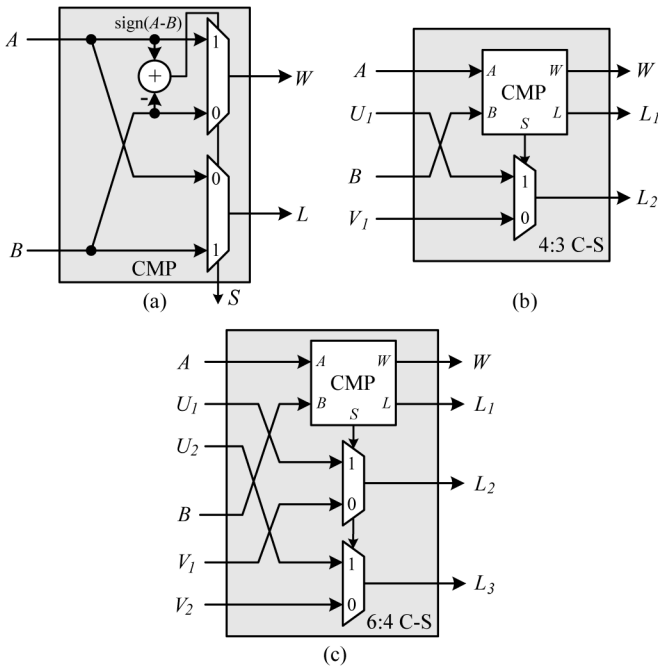 sign(A-B)
A
1
+
W
-
0
0
L
B
1
CMP
S
(a)
A
A
W
W
CMP
U1
B
L
L1
S
B
1
L2
V1
0
4:3 C-S
(b)
A
A
W
W
CMP
U1
B
L
L1
S
U2
1
L2
0
B
V1
1
L3
V2
0
6:4 C-S
(c)